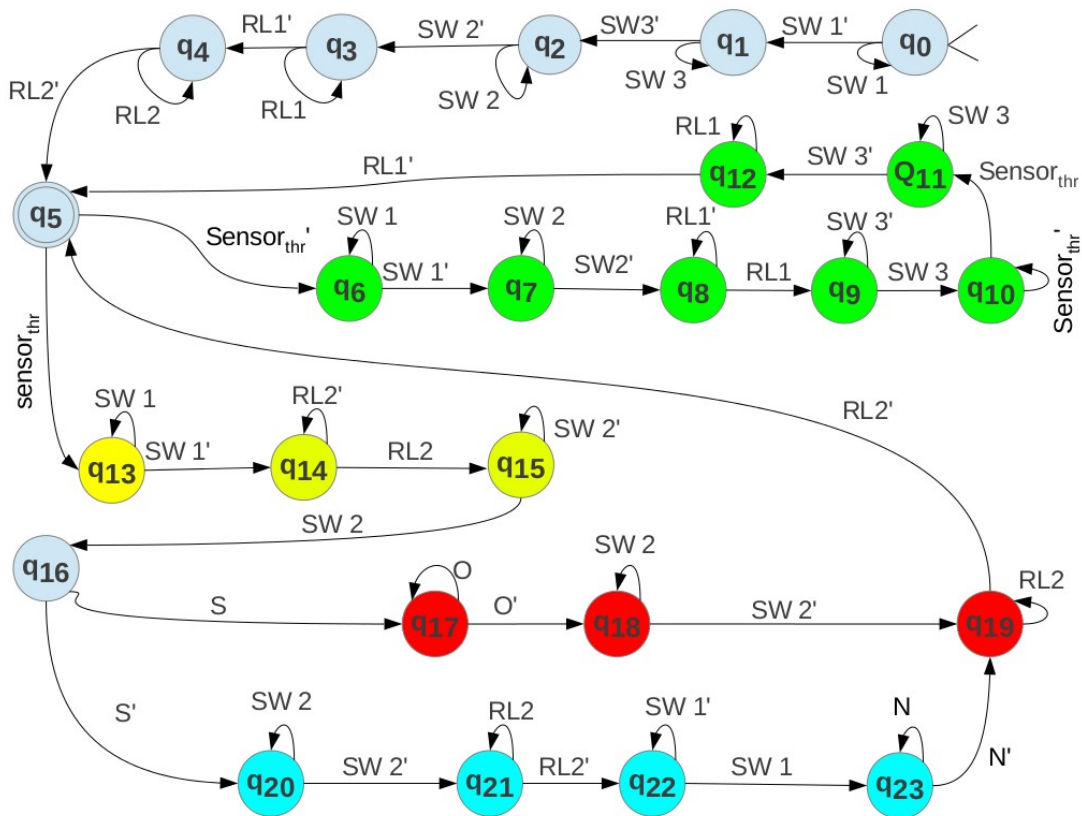 q4 RL1' q3 SW 2' q2 SW3' q1 SW 1' q0
RL2' RL2 RL1 SW 2 SW 3 SW 1
RL1 SW 3
RL1' q12 SW 3' Q11 Sensorthr
q5 Sensorthr' SW 1 SW 2 RL1' SW 3'
q6 SW 1' q7 SW2' q8 RL1 q9 SW 3 q10 Sensorthr'
sensorthr
SW 1 RL2' RL2'
q13 SW 1' q14 RL2 q15 SW 2'
SW 2
q16 SW 2 RL2
S q17 O O' q18 SW 2' q19
S' SW 2 RL2 SW 1' N
q20 SW 2' q21 RL2' q22 SW 1 q23 N'